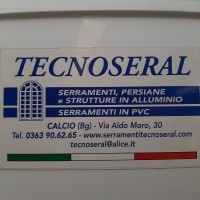 TECNOSERAL
SERRAMENTI, PERSIANE
e STRUTTURE IN ALLUMINIO
SERRAMENTI IN PVC
CALCIO (Bg) - Via Aldo Moro, 30
Tel. 0363 90.62.65 - www.serramentitecnoseral.com
tecnoseral@alice.it